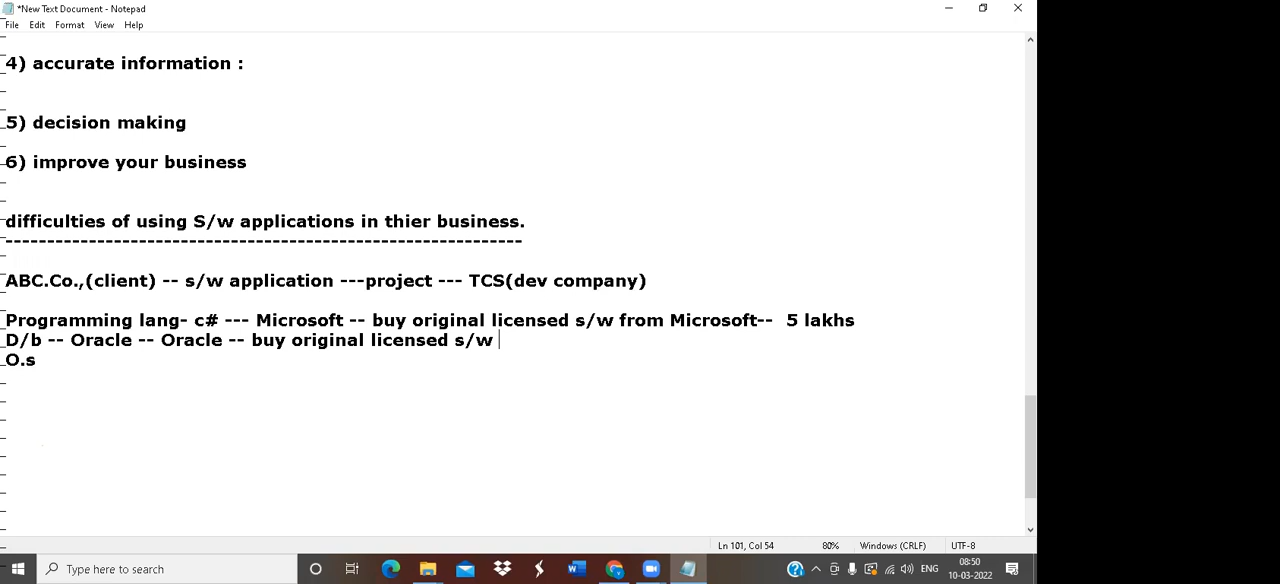 *New Text Document - Notepad
File Edit Format View Help
4) accurate information :
5) decision making
6) improve your business
difficulties of using S/w applications in thier business.
--------------------------------------------------------------
ABC.Co.,(client) -- s/w application ---project --- TCS(dev company)
Programming lang- c# --- Microsoft -- buy original licensed s/w from Microsoft-- 5 lakhs
D/b -- Oracle -- Oracle -- buy original licensed s/w
O.s
Ln 101, Col 54 80% Windows (CRLF) UTF-8
Type here to search
ENG
08:50
10-03-2022